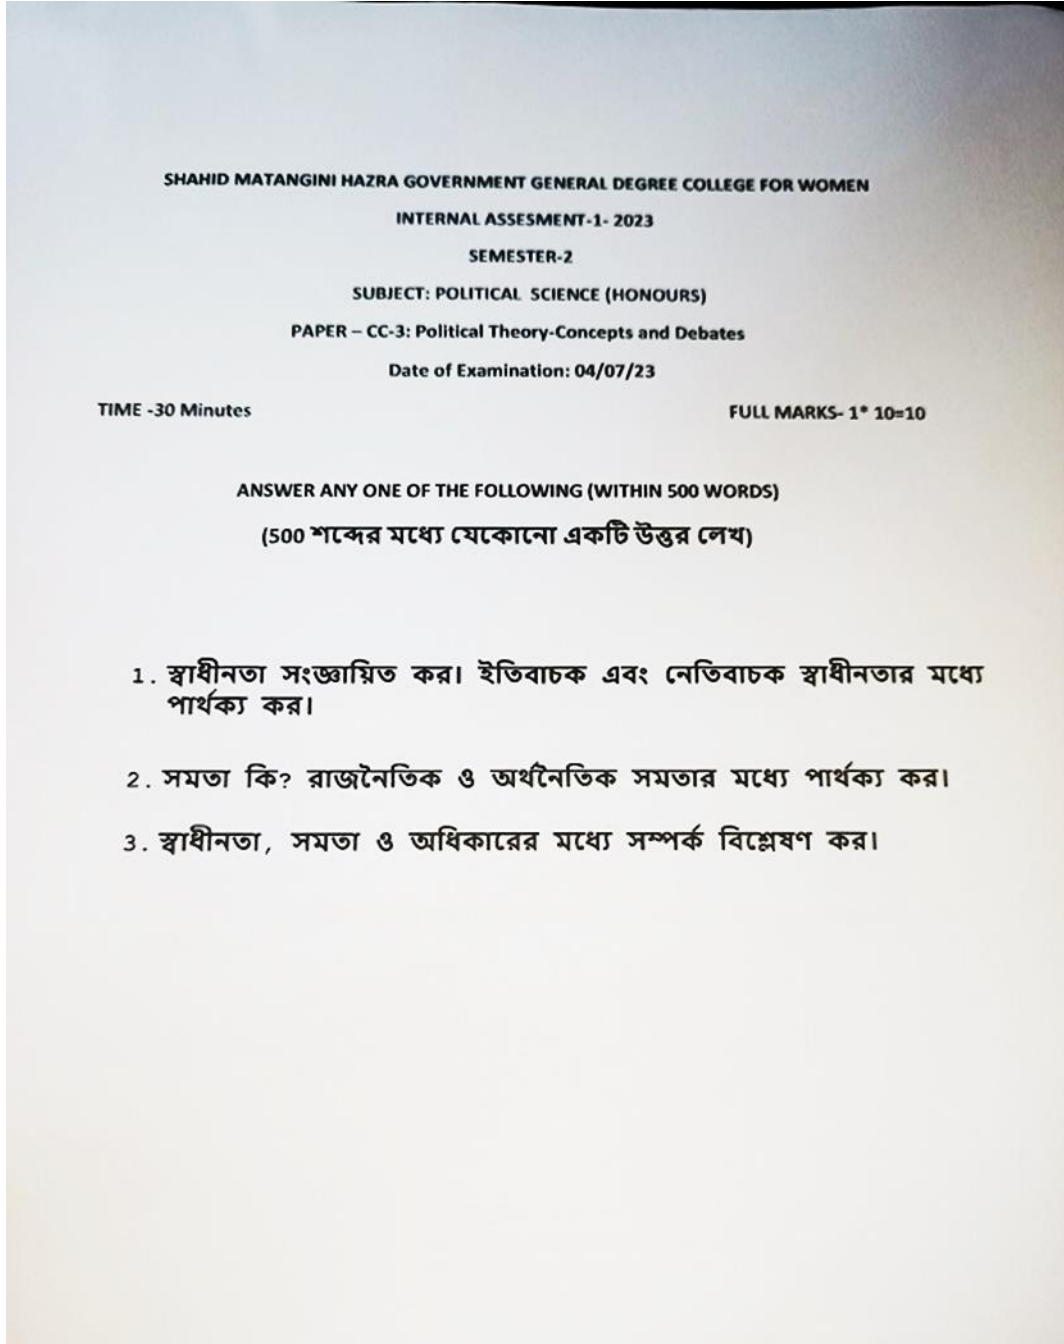 SHAHID MATANGINI HAZRA GOVERNMENT GENERAL DEGREE COLLEGE FOR WOMEN
INTERNAL ASSESMENT-1- 2023
SEMESTER-2
SUBJECT: POLITICAL SCIENCE (HONOURS)
PAPER – CC-3: Political Theory-Concepts and Debates
Date of Examination: 04/07/23
TIME -30 Minutes FULL MARKS- 1* 10=10
ANSWER ANY ONE OF THE FOLLOWING (WITHIN 500 WORDS)
(500 শব্দের মধ্যে যেকোনো একটি উত্তর লেখ)
1. স্বাধীনতা সংজ্ঞায়িত কর। ইতিবাচক এবং নেতিবাচক স্বাধীনতার মধ্যে
পার্থক্য কর।
2. সমতা কি? রাজনৈতিক ও অর্থনৈতিক সমতার মধ্যে পার্থক্য কর।
3. স্বাধীনতা, সমতা ও অধিকারের মধ্যে সম্পর্ক বিশ্লেষণ কর।